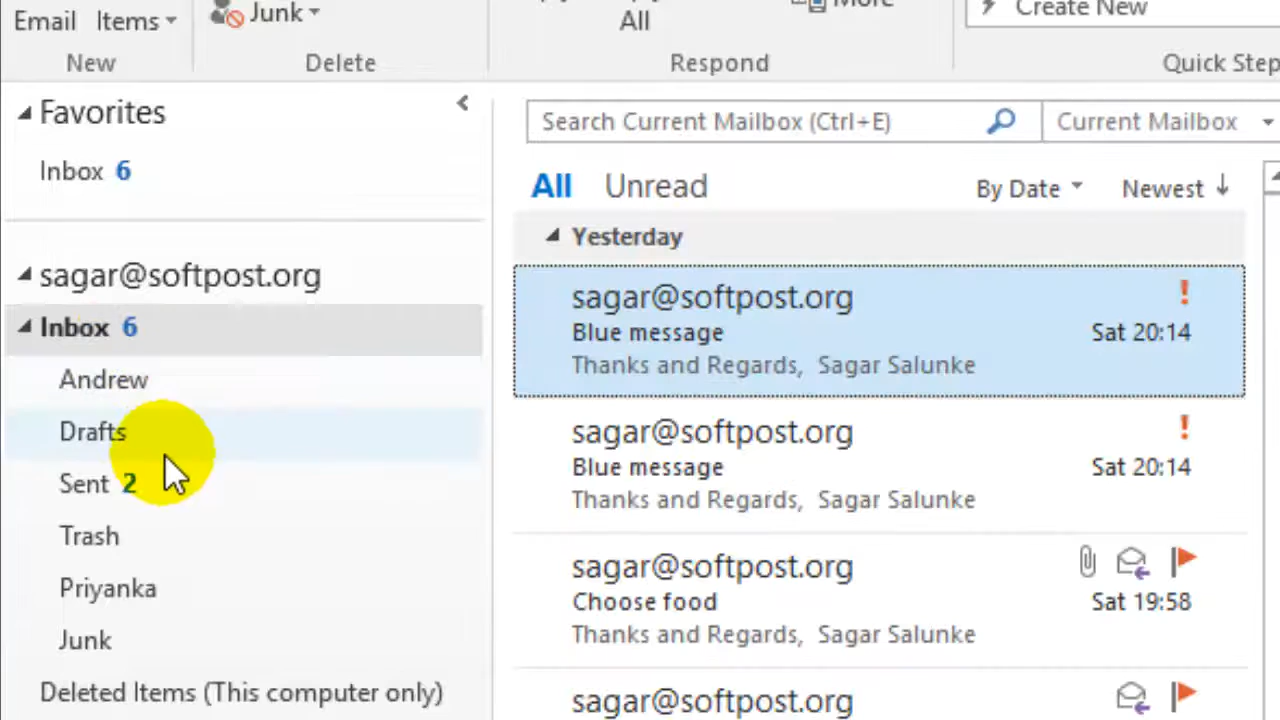 Email Items
Junk
All
More
Create New
New
Delete
Respond
Quick Step
Favorites
Inbox 6
sagar@softpost.org
Inbox 6
Andrew
Drafts
Sent 2
Trash
Priyanka
Junk
Deleted Items (This computer only)
Search Current Mailbox (Ctrl+E)
Current Mailbox
All Unread
By Date
Newest
Yesterday
sagar@softpost.org
Blue message
Sat 20:14
Thanks and Regards, Sagar Salunke
sagar@softpost.org
Blue message
Sat 20:14
Thanks and Regards, Sagar Salunke
sagar@softpost.org
Choose food
Sat 19:58
Thanks and Regards, Sagar Salunke
sagar@softpost.org